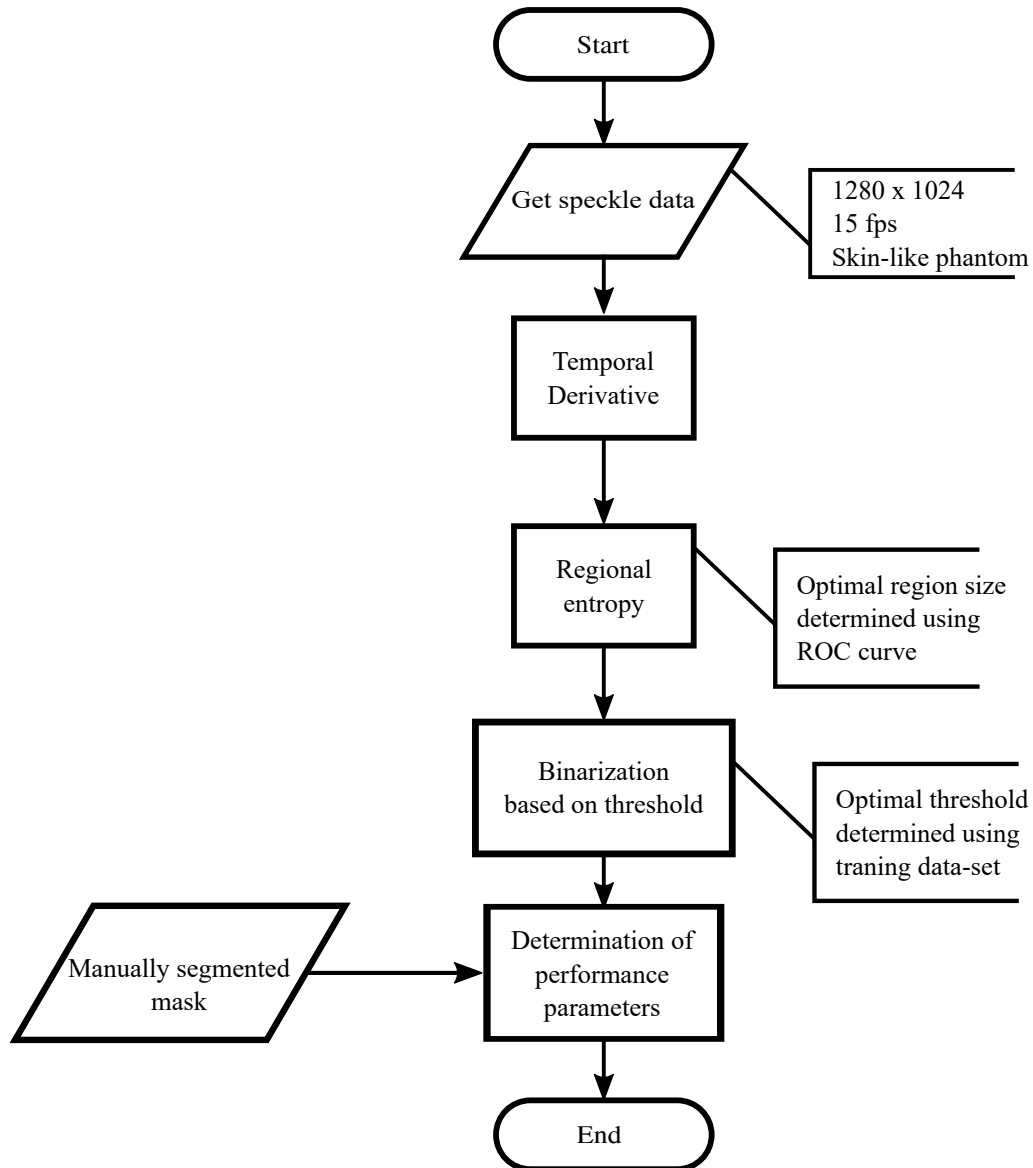 Start
Get speckle data
1280 x 1024
15 fps
Skin-like phantom
Temporal
Derivative
Regional
entropy
Optimal region size
determined using
ROC curve
Binarization
based on threshold
Optimal threshold
determined using
traning data-set
Manually segmented
mask
Determination of
performance
parameters
End